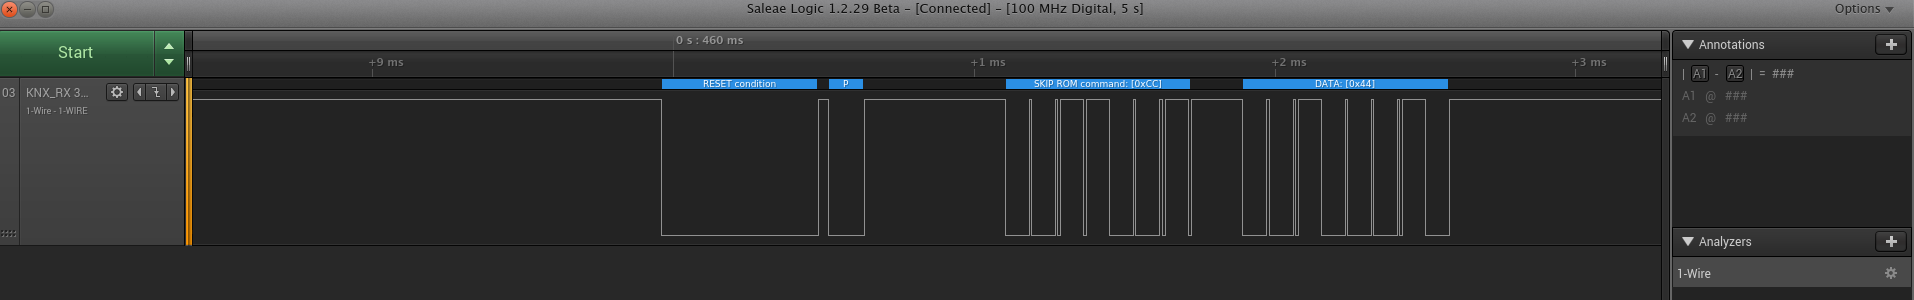 Saleae Logic 1.2.29 Beta – [Connected] – [100 MHz Digital, 5 s]
Options
Start
0 s : 460 ms
+9 ms
+1 ms
+2 ms
+3 ms
Annotations
| A1 - A2 | = ###
A1 @ ###
A2 @ ###
03
KNX_RX 3...
1-Wire - 1-WIRE
RESET condition
P
SKIP ROM command: [0xCC]
DATA: [0x44]
Analyzers
1-Wire